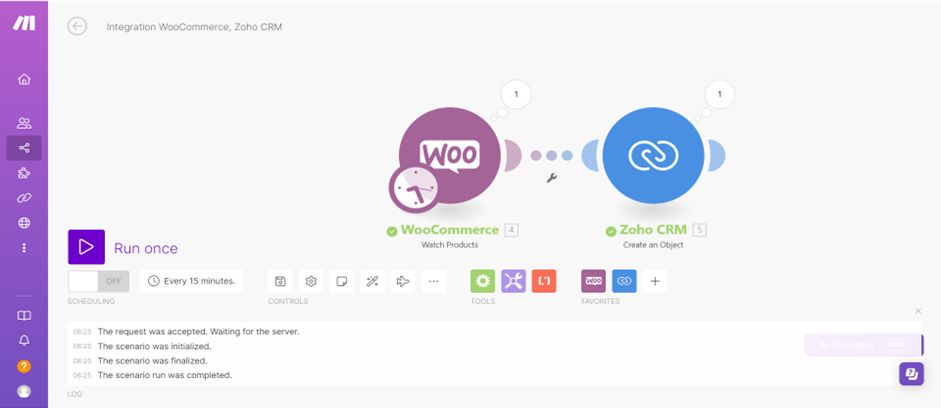 Integration WooCommerce, Zoho CRM
1
1
WOO
WooCommerce 4
Watch Products
Zoho CRM 5
Create an Object
Run once
OFF
Every 15 minutes.
SCHEDULING
CONTROLS
TOOLS
WOO
FAVORITES
08:25 The request was accepted. Waiting for the server.
08:25 The scenario was initialized.
08:25 The scenario was finalized.
08:25 The scenario run was completed.
AI Assistant BETA
LOG